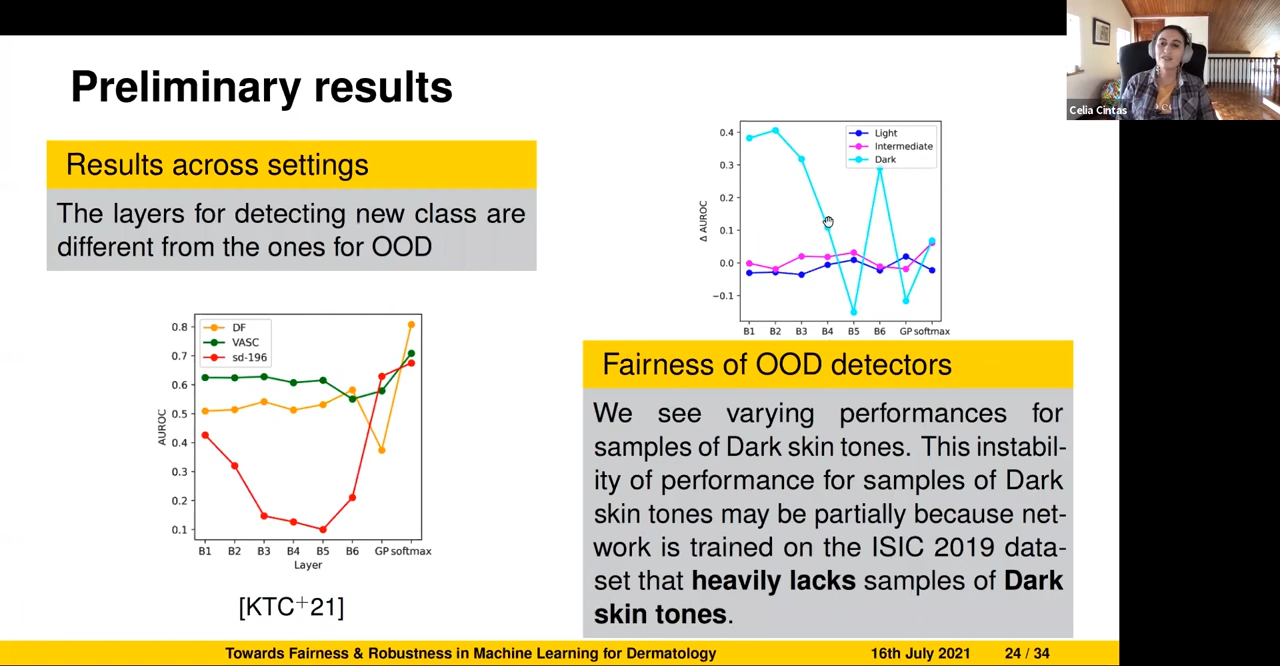 Preliminary results
Results across settings
The layers for detecting new class are
different from the ones for OOD
0.8
0.7
0.6
0.5
0.4
0.3
0.2
0.1
AUROC
DF
VASC
sd-196
B1 B2 B3 B4 B5 B6 GP softmax
Layer
[KTC+21]
0.4
0.3
0.2
0.1
0.0
−0.1
Δ AUROC
Light
Intermediate
Dark
B1 B2 B3 B4 B5 B6 GP softmax
Fairness of OOD detectors
We see varying performances for
samples of Dark skin tones. This instabil-
ity of performance for samples of Dark
skin tones may be partially because net-
work is trained on the ISIC 2019 data-
set that heavily lacks samples of Dark
skin tones.
Celia Cintas
Towards Fairness & Robustness in Machine Learning for Dermatology 16th July 2021 24 / 34